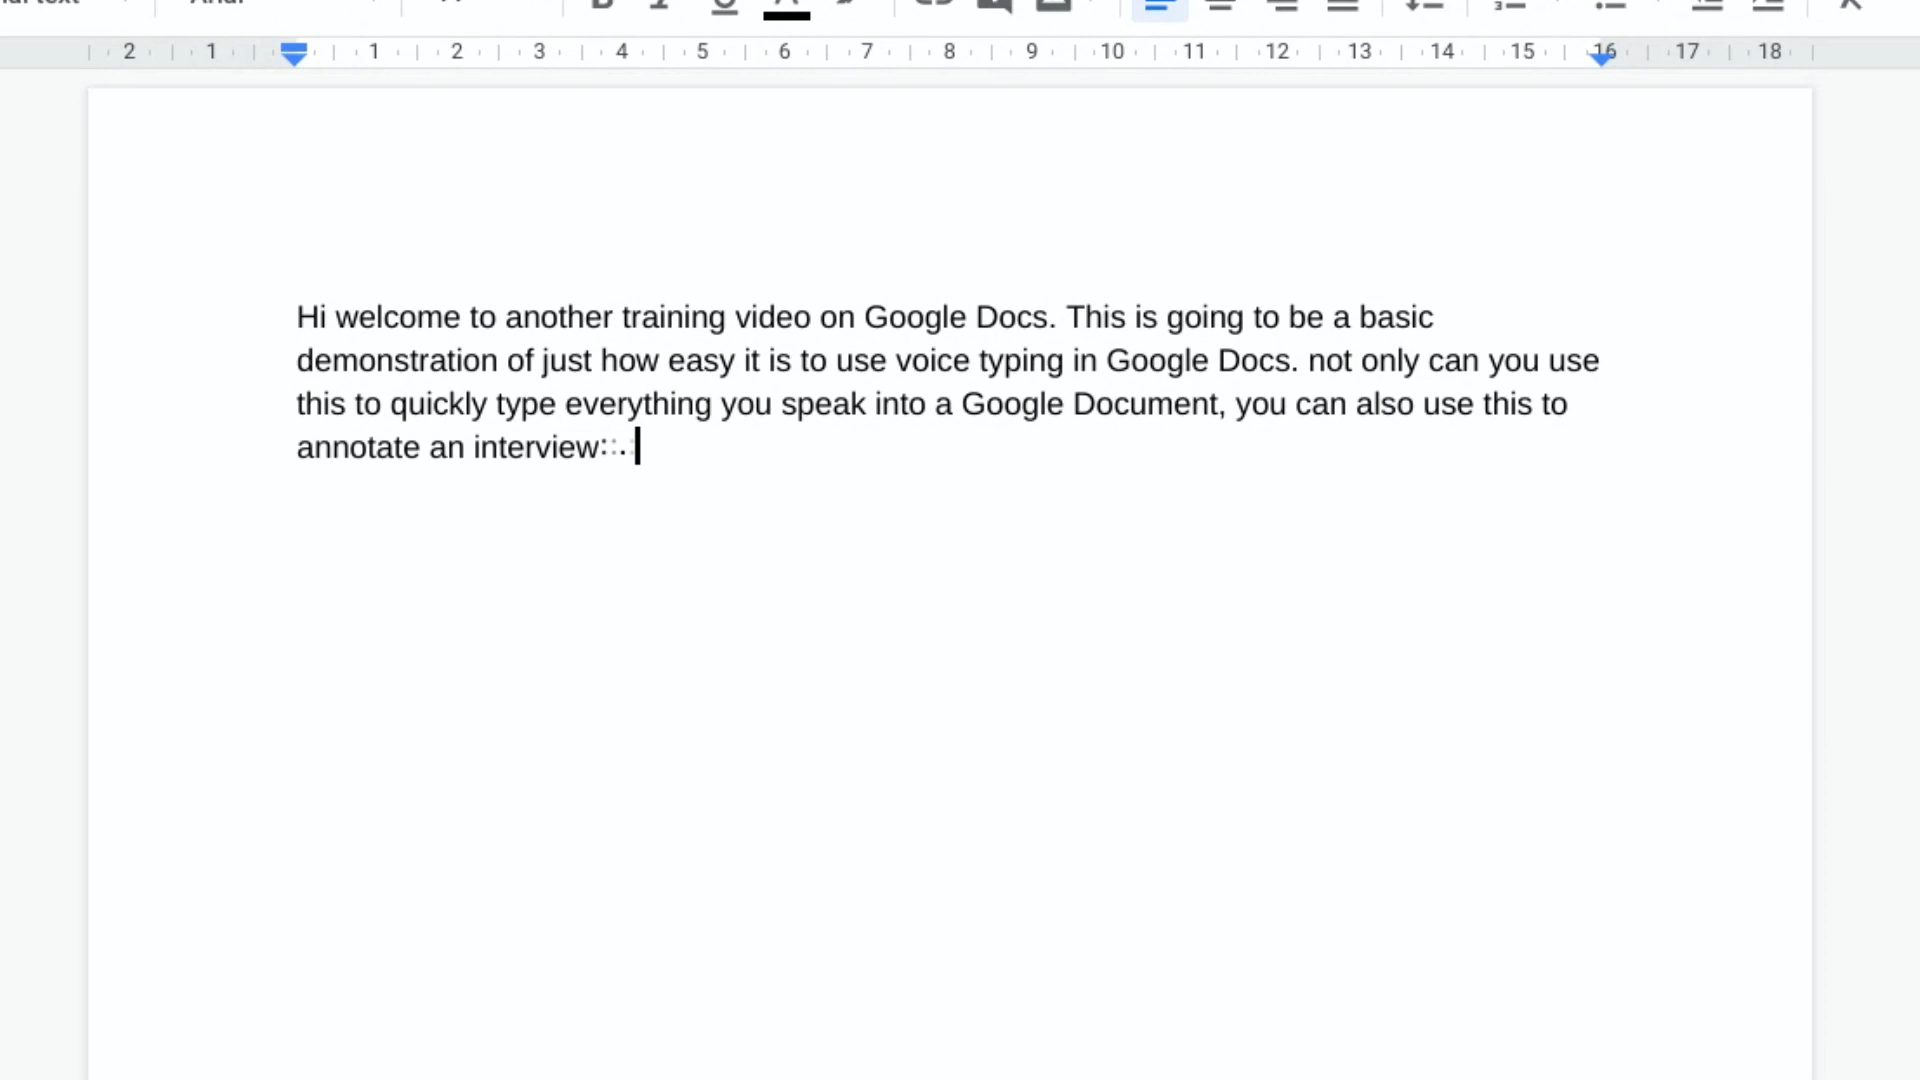 2 1 1 2 3 4 5 6 7 8 9 10 11 12 13 14 15 16 17 18
Hi welcome to another training video on Google Docs. This is going to be a basic
demonstration of just how easy it is to use voice typing in Google Docs. not only can you use
this to quickly type everything you speak into a Google Document, you can also use this to
annotate an interview